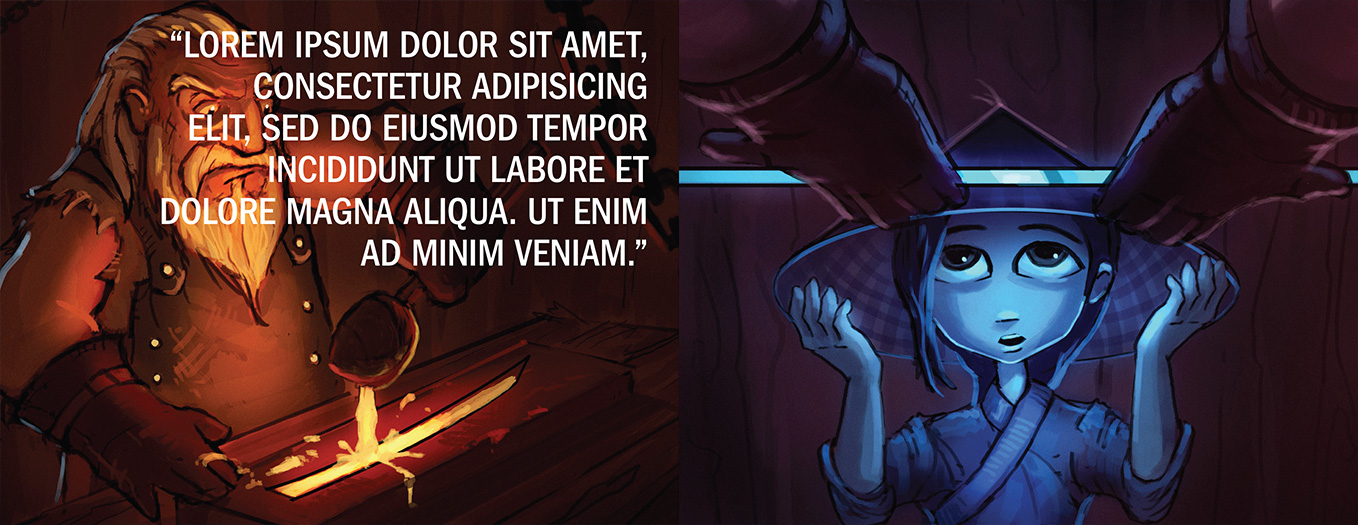 “LOREM IPSUM DOLOR SIT AMET,
CONSECTETUR ADIPISICING
ELIT, SED DO EIUSMOD TEMPOR
INCIDIDUNT UT LABORE ET
DOLORE MAGNA ALIQUA. UT ENIM
AD MINIM VENIAM.”